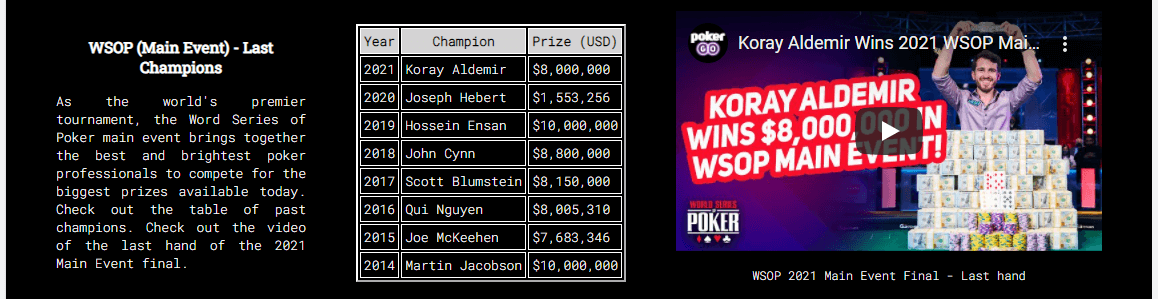 WSOP (Main Event) - Last
Champions
As the world's premier
tournament, the Word Series of
Poker main event brings together
the best and brightest poker
professionals to compete for the
biggest prizes available today.
Check out the table of past
champions. Check out the video
of the last hand of the 2021
Main Event final.
Year Champion Prize (USD)
2021 Koray Aldemir $8,000,000
2020 Joseph Hebert $1,553,256
2019 Hossein Ensan $10,000,000
2018 John Cynn $8,800,000
2017 Scott Blumstein $8,150,000
2016 Qui Nguyen $8,005,310
2015 Joe McKeehen $7,683,346
2014 Martin Jacobson $10,000,000
poker
GO
Koray Aldemir Wins 2021 WSOP Mai...
KORAY ALDEMIR
WINS $8,000,000 IN
WSOP MAIN EVENT!
WORLD SERIES
OF
POKER
WSOP 2021 Main Event Final - Last hand